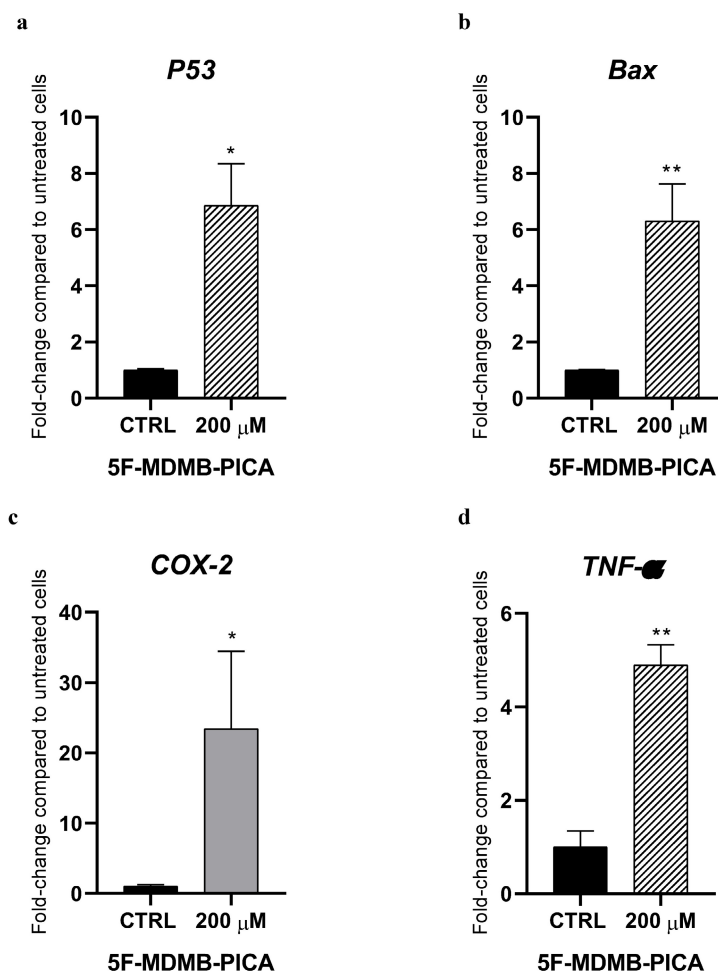 a
P53
Fold-change compared to untreated cells
10
8
6
4
2
0
*
CTRL 200 μM
5F-MDMB-PICA
b
Bax
Fold-change compared to untreated cells
10
8
6
4
2
0
**
CTRL 200 μM
5F-MDMB-PICA
c
COX-2
Fold-change compared to untreated cells
40
30
20
10
0
*
CTRL 200 μM
5F-MDMB-PICA
d
TNF-
Fold-change compared to untreated cells
6
4
2
0
**
CTRL 200 μM
5F-MDMB-PICA